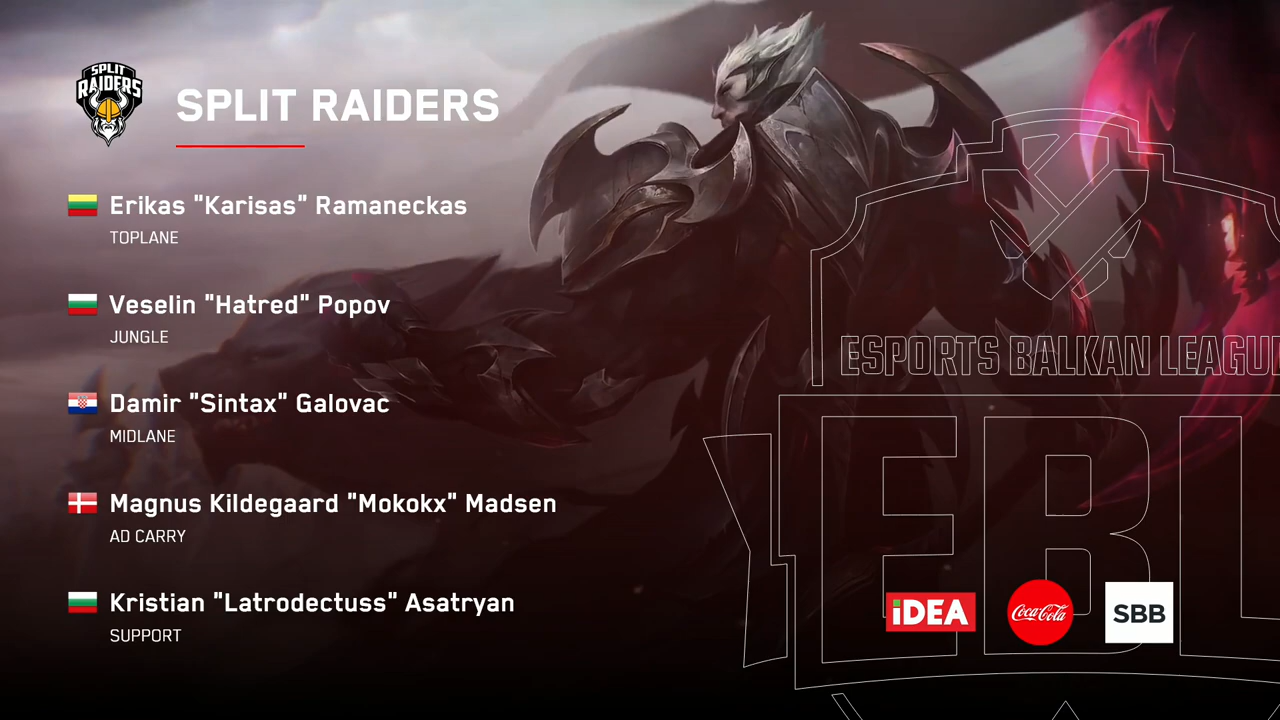 SPLIT
RAIDERS
SPLIT RAIDERS
Erikas "Karisas" Ramaneckas
TOPLANE
Veselin "Hatred" Popov
JUNGLE
Damir "Sintax" Galovac
MIDLANE
Magnus Kildegaard "Mokokx" Madsen
AD CARRY
Kristian "Latrodectuss" Asatryan
SUPPORT
ESPORTS BALKAN LEAGUE
EBL
iDEA
Coca-Cola
SBB